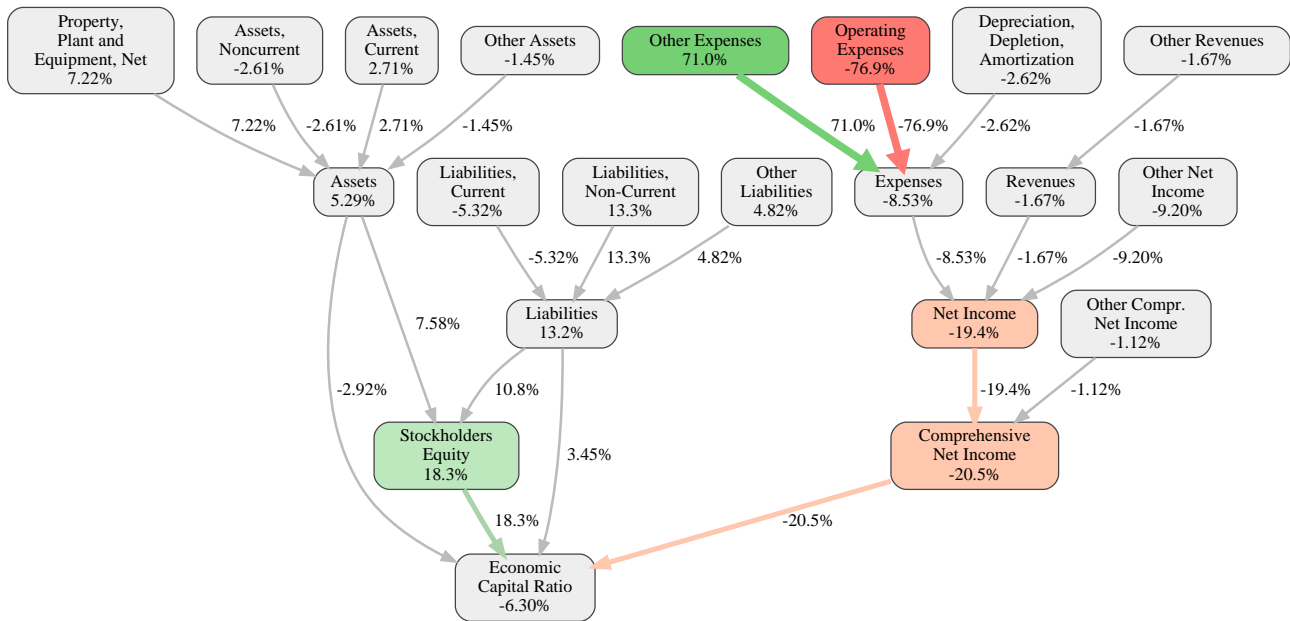 Property,
Plant and
Equipment, Net
7.22%
Assets,
Noncurrent
-2.61%
Assets,
Current
2.71%
Other Assets
-1.45%
Other Expenses
71.0%
Operating
Expenses
-76.9%
Depreciation,
Depletion,
Amortization
-2.62%
Other Revenues
-1.67%
7.22%
-2.61%
2.71%
-1.45%
71.0%
-76.9%
-2.62%
-1.67%
Assets
5.29%
Liabilities,
Current
-5.32%
Liabilities,
Non-Current
13.3%
Other
Liabilities
4.82%
Expenses
-8.53%
Revenues
-1.67%
Other Net
Income
-9.20%
-5.32%
13.3%
4.82%
-8.53%
-1.67%
-9.20%
7.58%
Liabilities
13.2%
Net Income
-19.4%
Other Compr.
Net Income
-1.12%
-2.92%
10.8%
-19.4%
-1.12%
Stockholders
Equity
18.3%
3.45%
Comprehensive
Net Income
-20.5%
18.3%
-20.5%
Economic
Capital Ratio
-6.30%